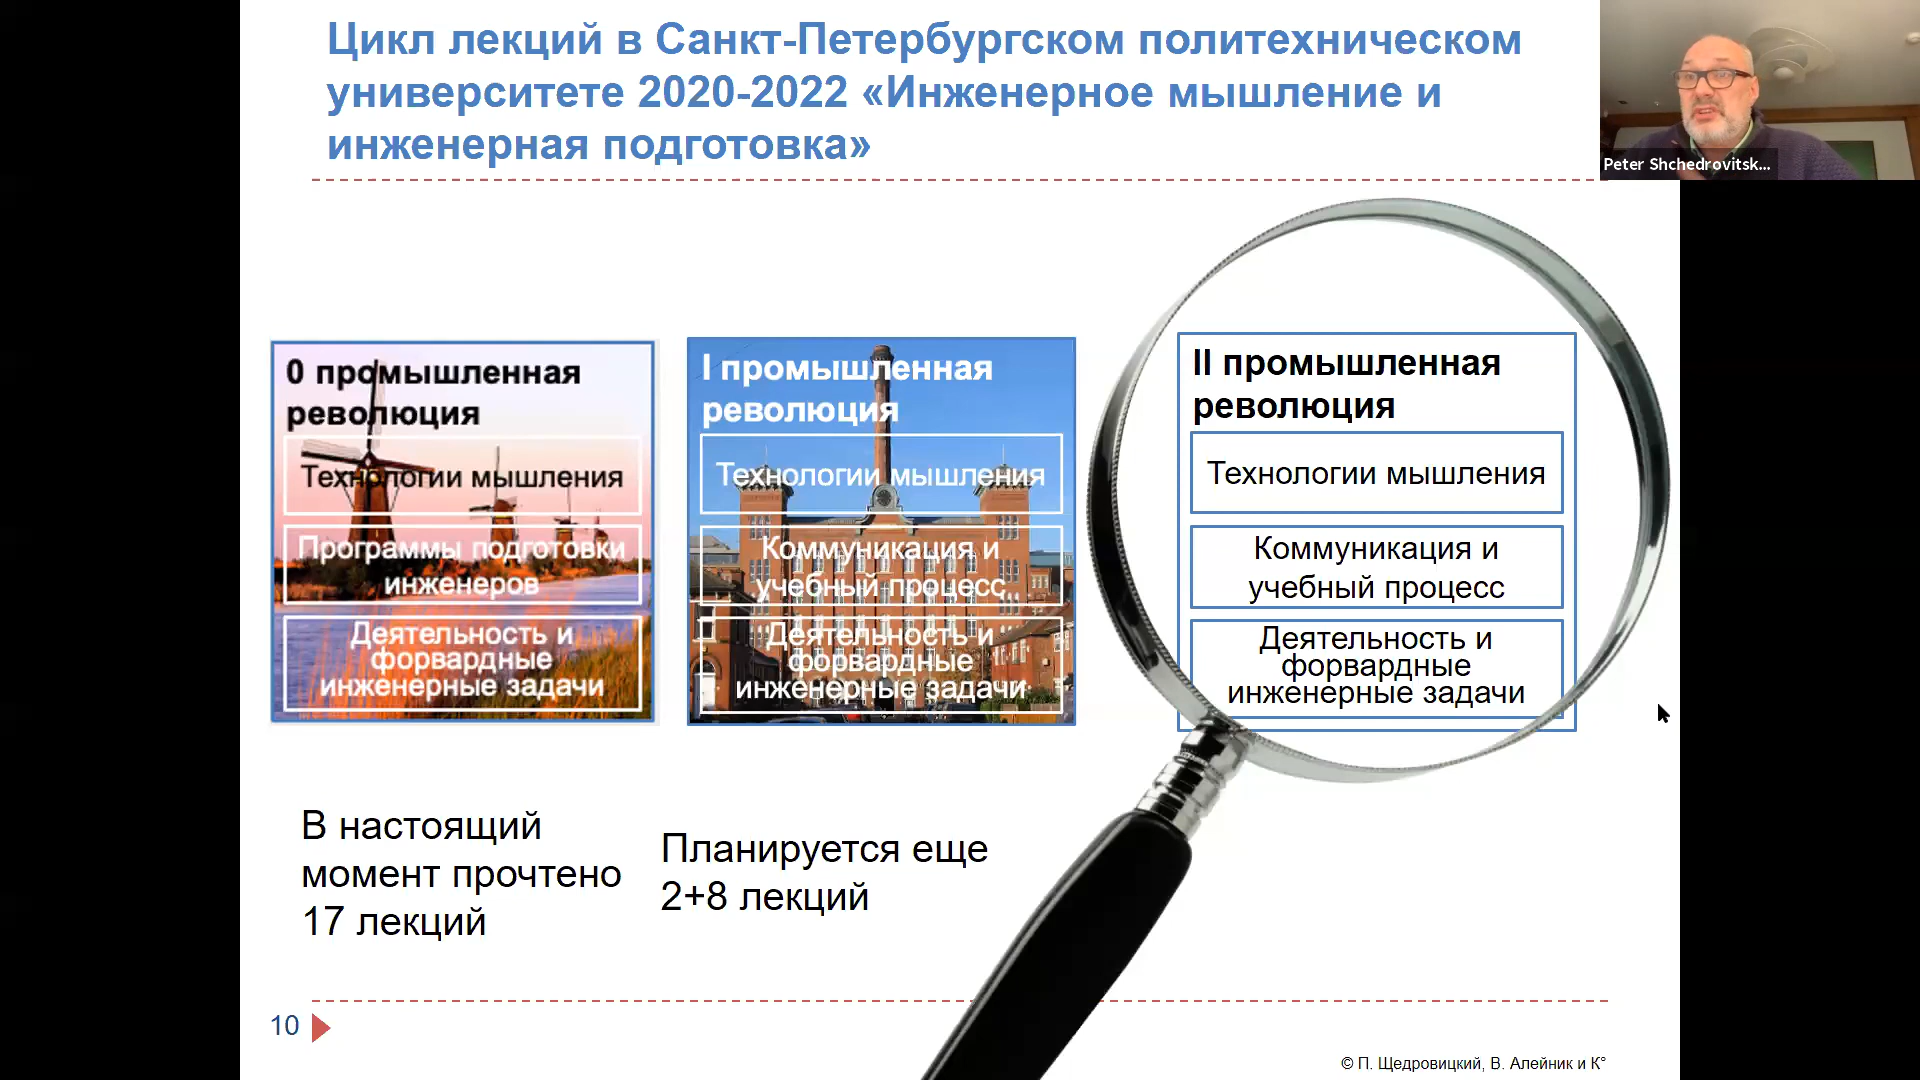 Цикл лекций в Санкт-Петербургском политехническом
университете 2020-2022 «Инженерное мышление и
инженерная подготовка»
Peter Shchedrovitsk...
0 промышленная
революция
Технологии мышления
Программы подготовки
инженеров
Деятельность и
форвардные
инженерные задачи
I промышленная
революция
Технологии мышления
Коммуникация и
учебный процесс
Деятельность и
форвардные
инженерные задачи
II промышленная
революция
Технологии мышления
Коммуникация и
учебный процесс
Деятельность и
форвардные
инженерные задачи
В настоящий
момент прочтено
17 лекций
Планируется еще
2+8 лекций
10
© П. Щедровицкий, В. Алейник и К°